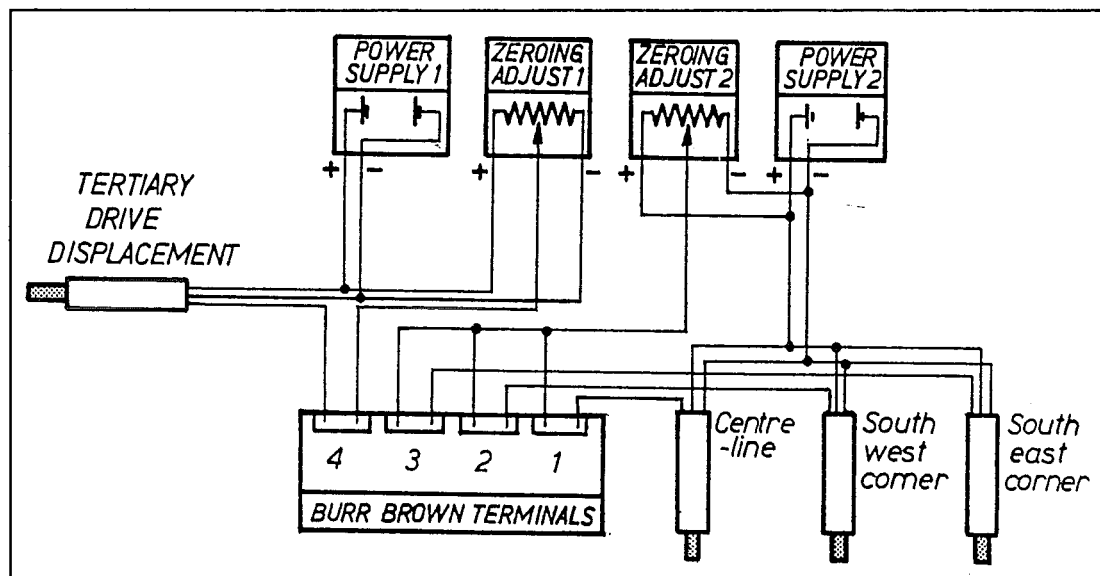 POWER
SUPPLY 1
ZEROING
ADJUST 1
ZEROING
ADJUST 2
POWER
SUPPLY 2
+ -
+ -
+ -
+ -
TERTIARY
DRIVE
DISPLACEMENT
4 3 2 1
BURR BROWN TERMINALS
Centre
-line
South
west
corner
South
east
corner